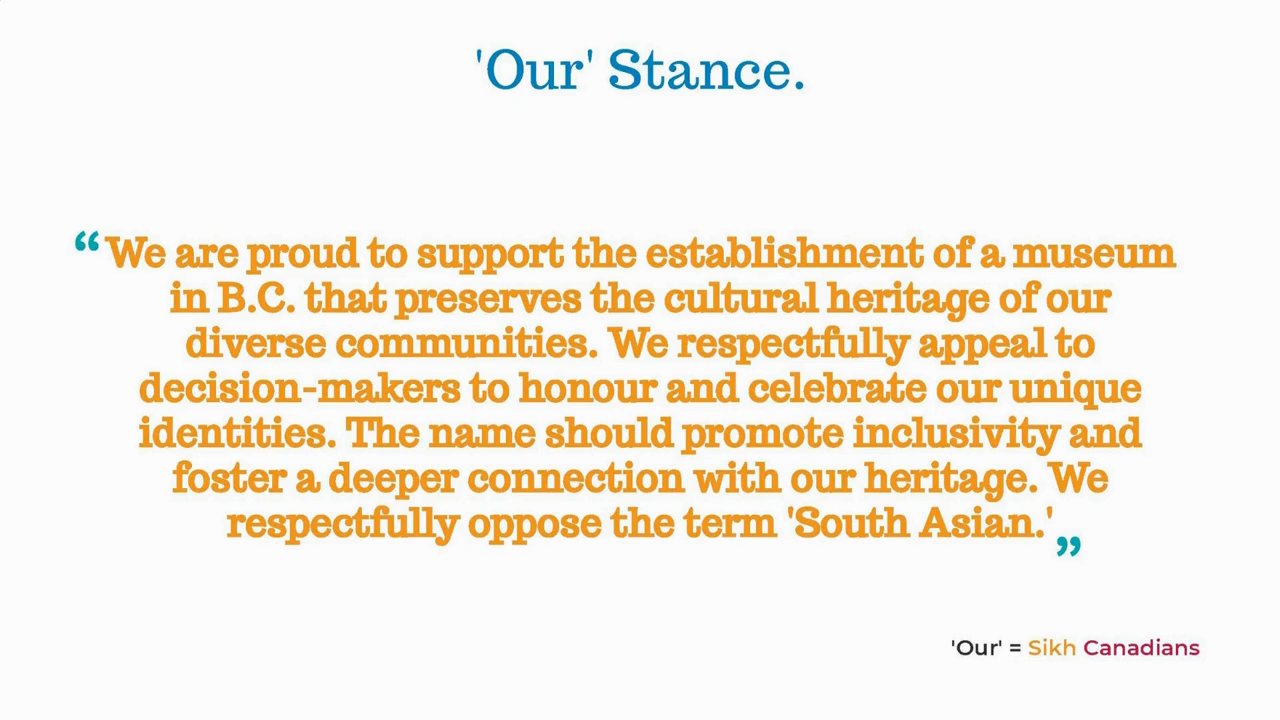 'Our' Stance.
“We are proud to support the establishment of a museum
in B.C. that preserves the cultural heritage of our
diverse communities. We respectfully appeal to
decision-makers to honour and celebrate our unique
identities. The name should promote inclusivity and
foster a deeper connection with our heritage. We
respectfully oppose the term 'South Asian.'”
'Our' = Sikh Canadians